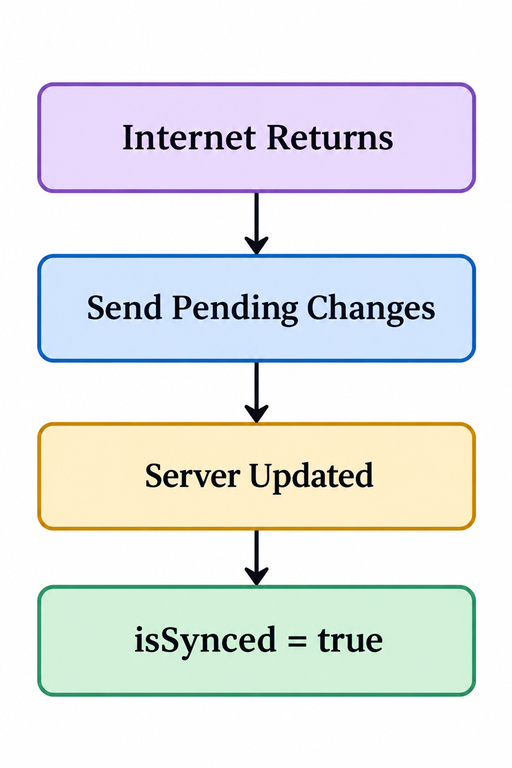 Internet Returns
Send Pending Changes
Server Updated
isSynced = true